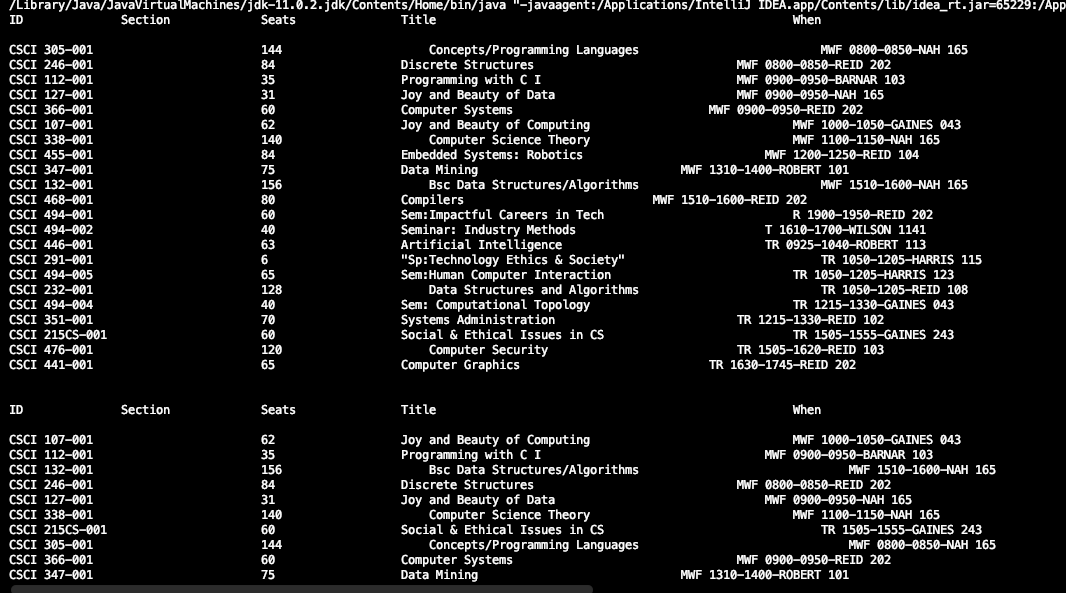 /Library/Java/JavaVirtualMachines/jdk-11.0.2.jdk/Contents/Home/bin/java "-javaagent:/Applications/IntelliJ IDEA.app/Contents/lib/idea_rt.jar=65229:/App
ID Section Seats Title When
CSCI 305-001 144 Concepts/Programming Languages MWF 0800-0850-NAH 165
CSCI 246-001 84 Discrete Structures MWF 0800-0850-REID 202
CSCI 112-001 35 Programming with C I MWF 0900-0950-BARNAR 103
CSCI 127-001 31 Joy and Beauty of Data MWF 0900-0950-NAH 165
CSCI 366-001 60 Computer Systems MWF 0900-0950-REID 202
CSCI 107-001 62 Joy and Beauty of Computing MWF 1000-1050-GAINES 043
CSCI 338-001 140 Computer Science Theory MWF 1100-1150-NAH 165
CSCI 455-001 84 Embedded Systems: Robotics MWF 1200-1250-REID 104
CSCI 347-001 75 Data Mining MWF 1310-1400-ROBERT 101
CSCI 132-001 156 Bsc Data Structures/Algorithms MWF 1510-1600-NAH 165
CSCI 468-001 80 Compilers MWF 1510-1600-REID 202
CSCI 494-001 60 Sem:Impactful Careers in Tech R 1900-1950-REID 202
CSCI 494-002 40 Seminar: Industry Methods T 1610-1700-WILSON 1141
CSCI 446-001 63 Artificial Intelligence TR 0925-1040-ROBERT 113
CSCI 291-001 6 "Sp:Technology Ethics & Society" TR 1050-1205-HARRIS 115
CSCI 494-005 65 Sem:Human Computer Interaction TR 1050-1205-HARRIS 123
CSCI 232-001 128 Data Structures and Algorithms TR 1050-1205-REID 108
CSCI 494-004 40 Sem: Computational Topology TR 1215-1330-GAINES 043
CSCI 351-001 70 Systems Administration TR 1215-1330-REID 102
CSCI 215CS-001 60 Social & Ethical Issues in CS TR 1505-1555-GAINES 243
CSCI 476-001 120 Computer Security TR 1505-1620-REID 103
CSCI 441-001 65 Computer Graphics TR 1630-1745-REID 202
ID Section Seats Title When
CSCI 107-001 62 Joy and Beauty of Computing MWF 1000-1050-GAINES 043
CSCI 112-001 35 Programming with C I MWF 0900-0950-BARNAR 103
CSCI 132-001 156 Bsc Data Structures/Algorithms MWF 1510-1600-NAH 165
CSCI 246-001 84 Discrete Structures MWF 0800-0850-REID 202
CSCI 127-001 31 Joy and Beauty of Data MWF 0900-0950-NAH 165
CSCI 338-001 140 Computer Science Theory MWF 1100-1150-NAH 165
CSCI 215CS-001 60 Social & Ethical Issues in CS TR 1505-1555-GAINES 243
CSCI 305-001 144 Concepts/Programming Languages MWF 0800-0850-NAH 165
CSCI 366-001 60 Computer Systems MWF 0900-0950-REID 202
CSCI 347-001 75 Data Mining MWF 1310-1400-ROBERT 101